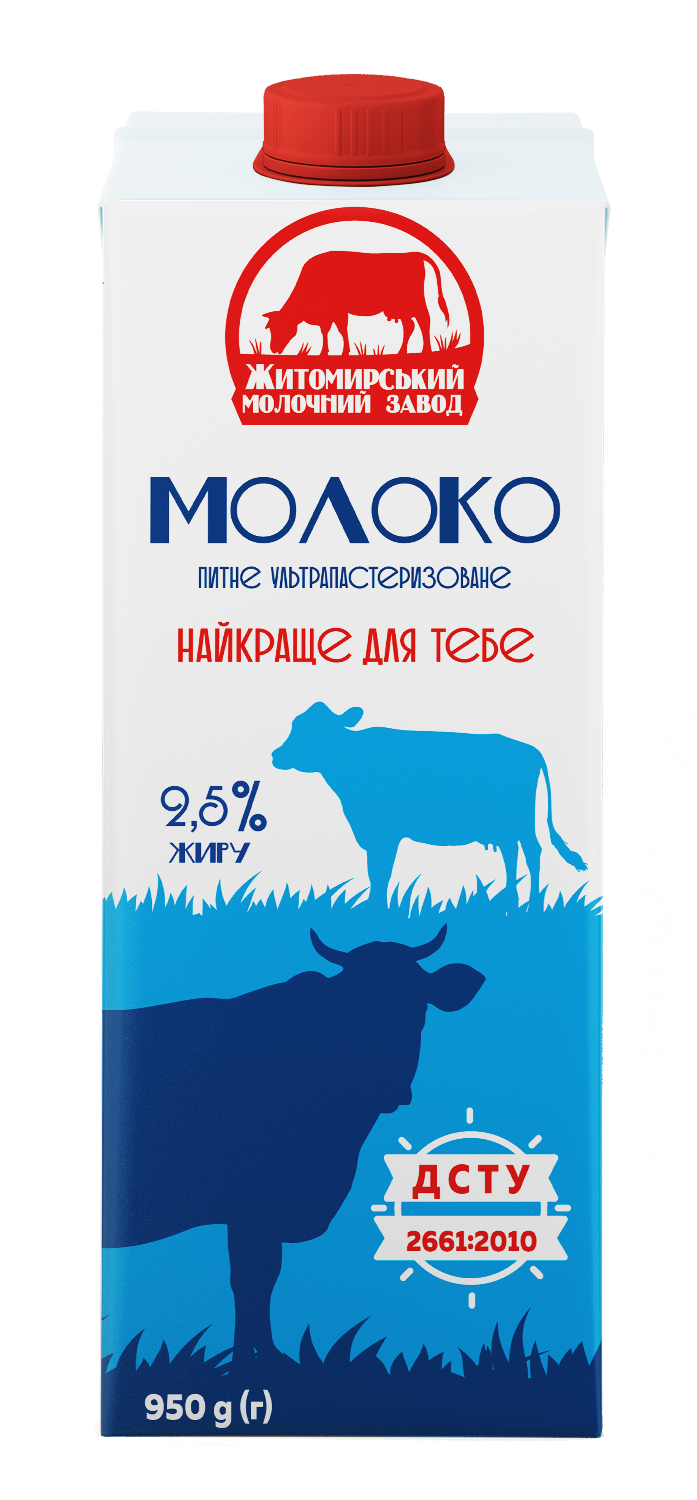 Житомирський
молочний завод
Молоко
питне ультрапастеризоване
найкраще для тебе
2,5%
жиру
ДСТУ
2661:2010
950 g (г)